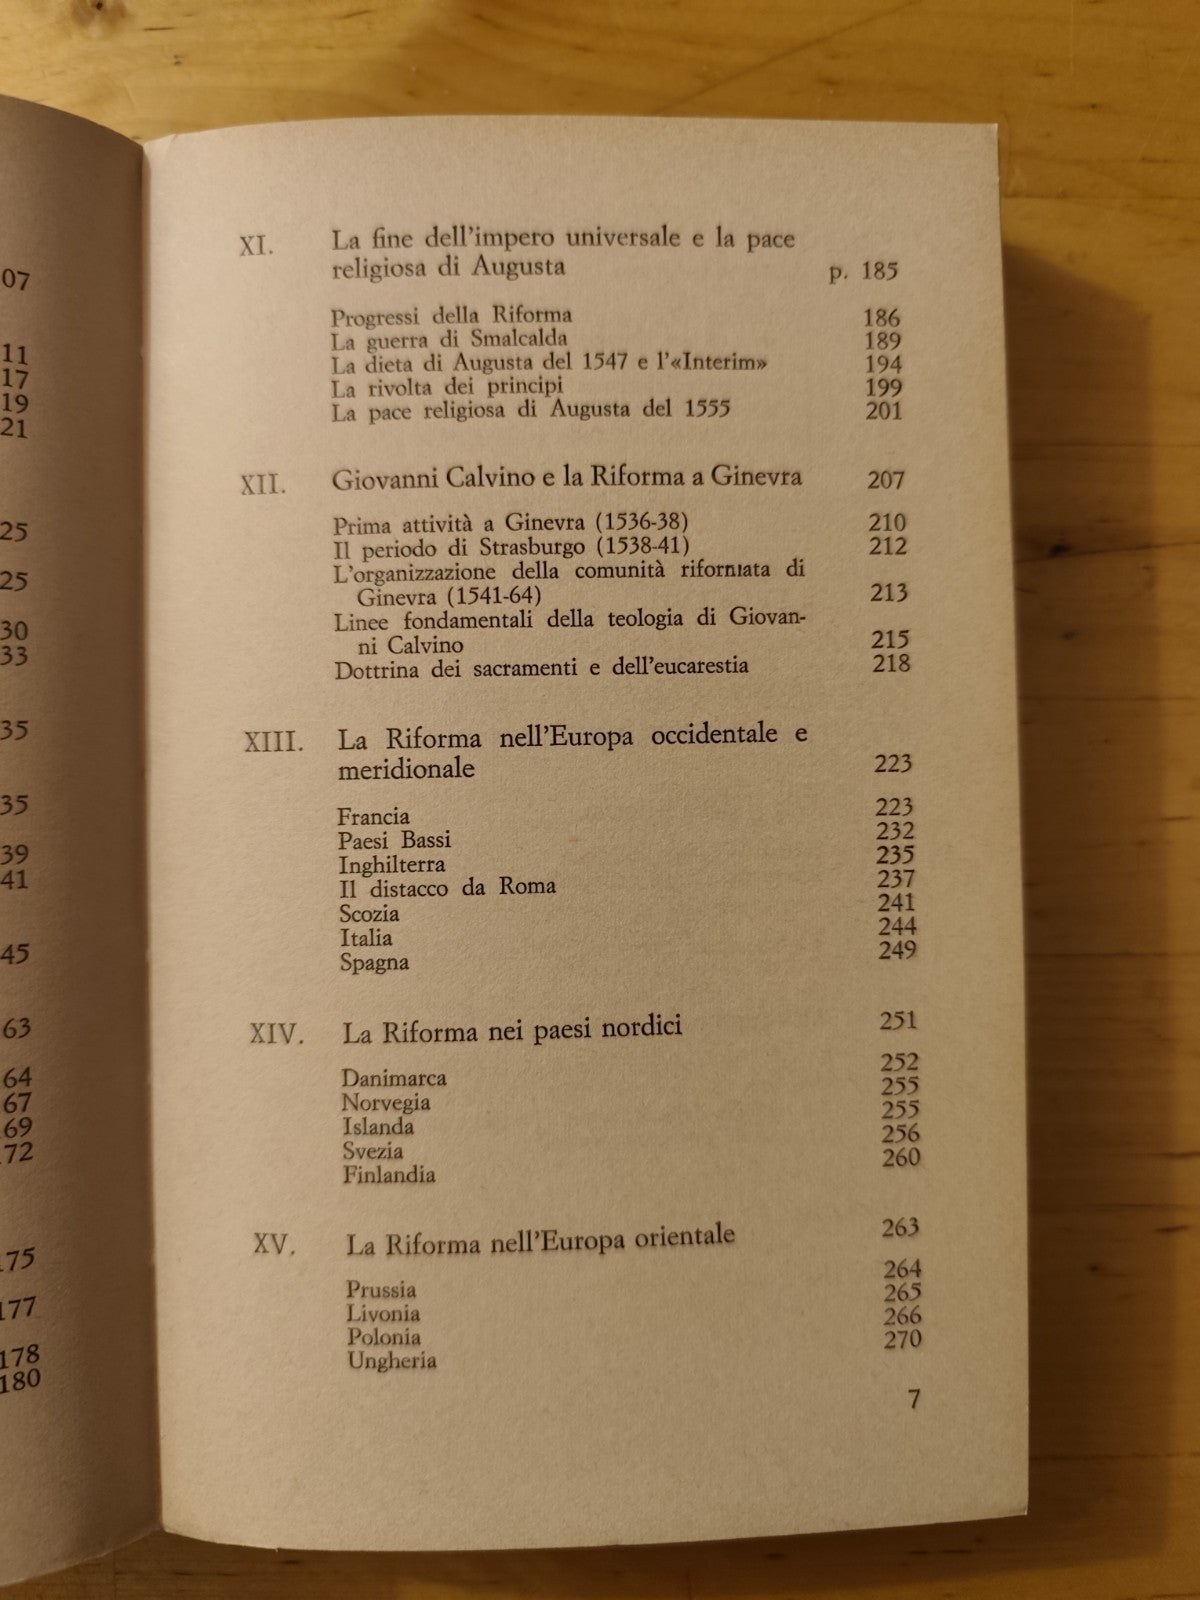 07
11
17
19
21
25
25
30
33
35
35
39
41
45
63
64
67
69
172
175
177
178
180
XI. La fine dell'impero universale e la pace
religiosa di Augusta p. 185
Progressi della Riforma 186
La guerra di Smalcalda 189
La dieta di Augusta del 1547 e l'«Interim» 194
La rivolta dei principi 199
La pace religiosa di Augusta del 1555 201
XII. Giovanni Calvino e la Riforma a Ginevra 207
Prima attività a Ginevra (1536-38) 210
Il periodo di Strasburgo (1538-41) 212
L'organizzazione della comunità riformata di
Ginevra (1541-64) 213
Linee fondamentali della teologia di Giovan-
ni Calvino 215
Dottrina dei sacramenti e dell'eucarestia 218
XIII. La Riforma nell'Europa occidentale e
meridionale 223
Francia 223
Paesi Bassi 232
Inghilterra 235
Il distacco da Roma 237
Scozia 241
Italia 244
Spagna 249
XIV. La Riforma nei paesi nordici 251
Danimarca 252
Norvegia 255
Islanda 255
Svezia 256
Finlandia 260
XV. La Riforma nell'Europa orientale 263
Prussia 264
Livonia 265
Polonia 266
Ungheria 270
7